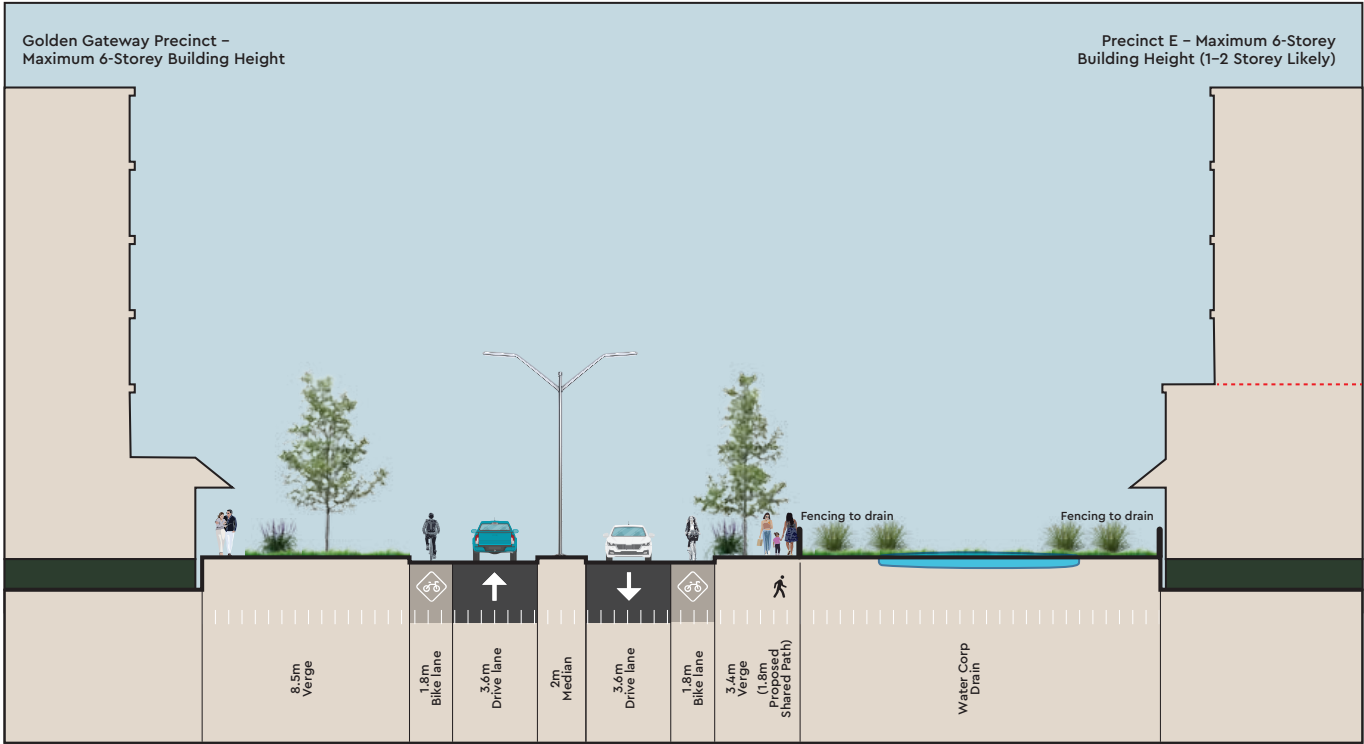 Golden Gateway Precinct –
Maximum 6-Storey Building Height
Precinct E – Maximum 6-Storey
Building Height (1–2 Storey Likely)
Fencing to drain
Fencing to drain
8.5m
Verge
1.8m
Bike lane
3.6m
Drive lane
2m
Median
3.6m
Drive lane
1.8m
Bike lane
3.4m
Verge
(1.8m
Proposed
Shared Path)
Water Corp
Drain